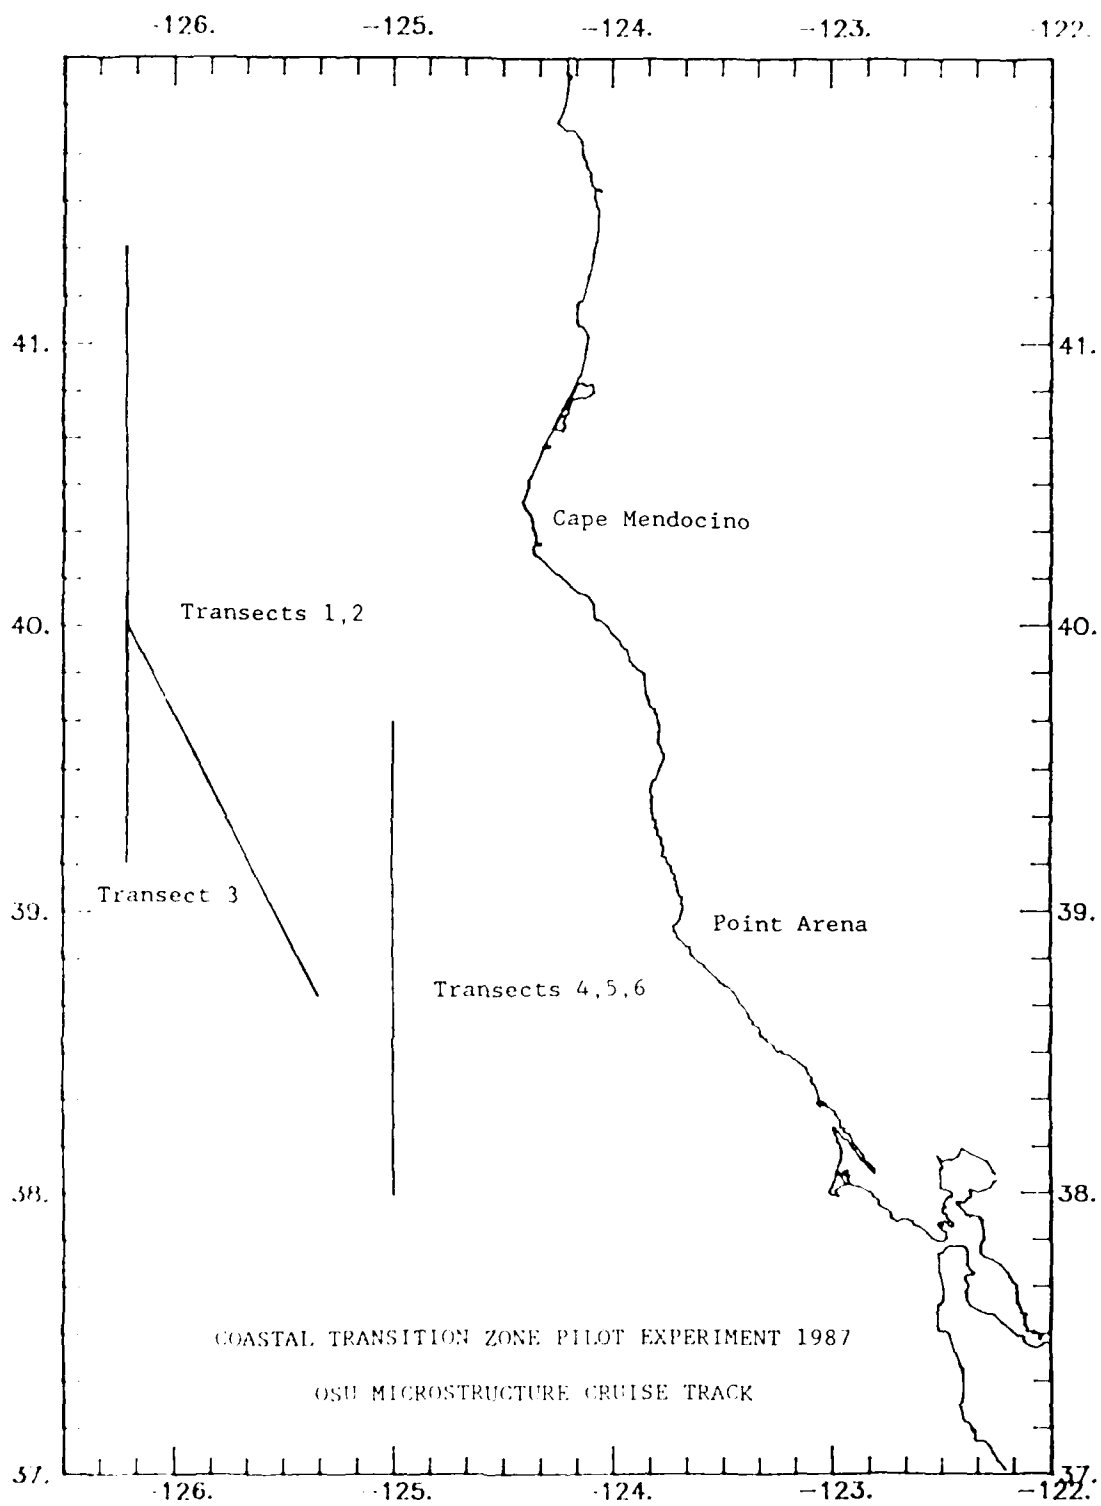 -126. -125. -124. -123. -122.
41. 41.
Cape Mendocino
Transects 1,2
40. 40.
Transect 3
39. 39.
Point Arena
Transects 4,5,6
38. 38.
COASTAL TRANSITION ZONE PILOT EXPERIMENT 1987
OSU MICROSTRUCTURE CRUISE TRACK
37. 37.
-126. -125. -124. -123. -122.